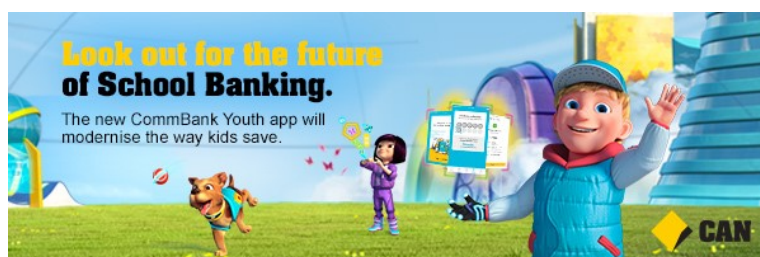 Look out for the future
of School Banking.
The new CommBank Youth app will
modernise the way kids save.
CAN